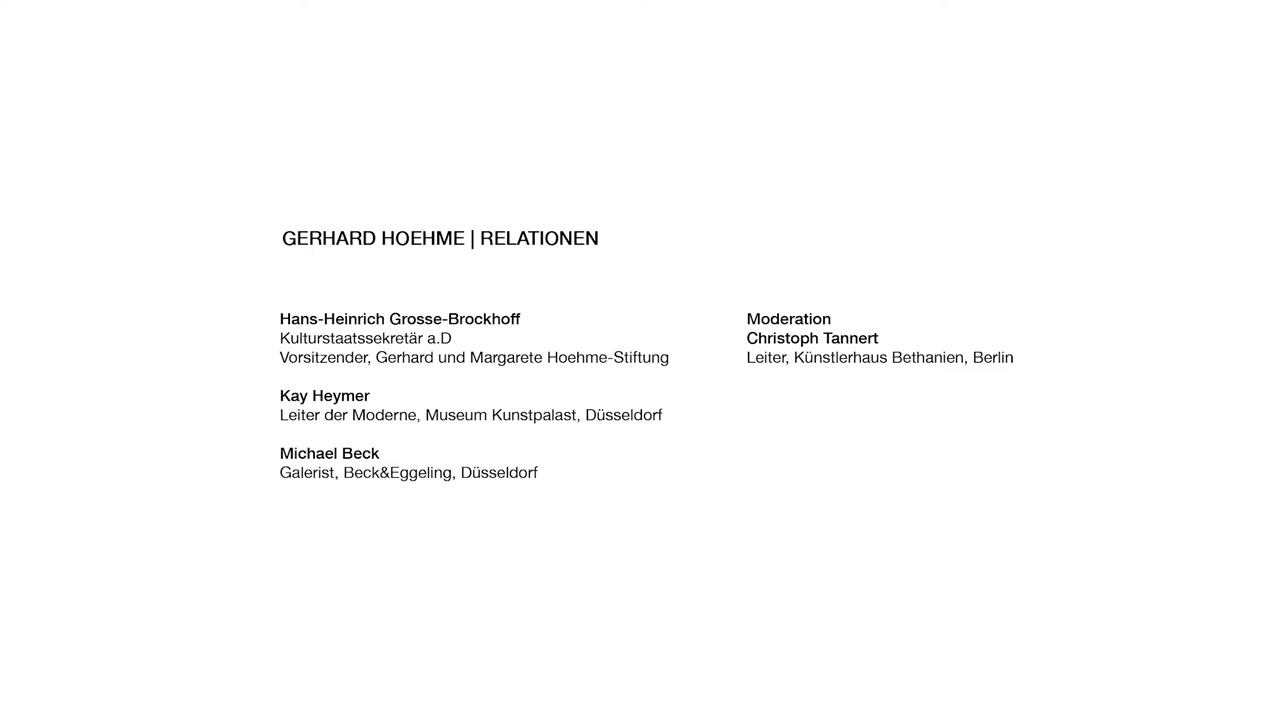 GERHARD HOEHME | RELATIONEN
Hans-Heinrich Grosse-Brockhoff
Kulturstaatssekretär a.D
Vorsitzender, Gerhard und Margarete Hoehme-Stiftung
Kay Heymer
Leiter der Moderne, Museum Kunstpalast, Düsseldorf
Michael Beck
Galerist, Beck&Eggeling, Düsseldorf
Moderation
Christoph Tannert
Leiter, Künstlerhaus Bethanien, Berlin